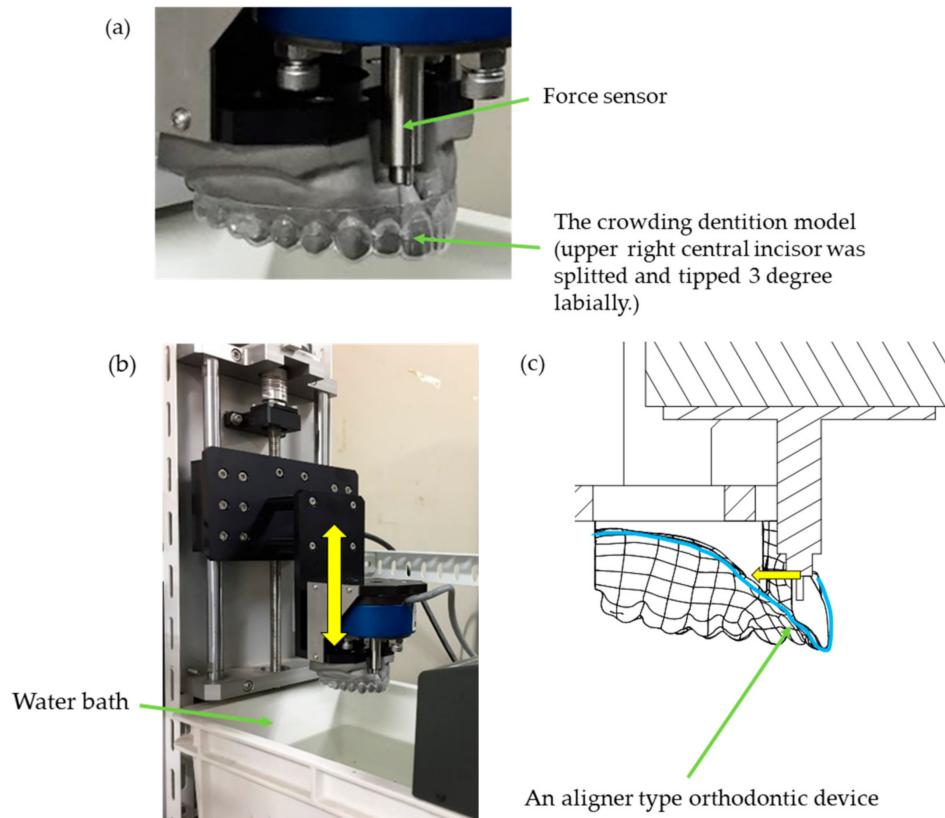 (a)
Force sensor
The crowding dentition model
(upper right central incisor was
splitted and tipped 3 degree
labially.)
(b)
(c)
Water bath
An aligner type orthodontic device